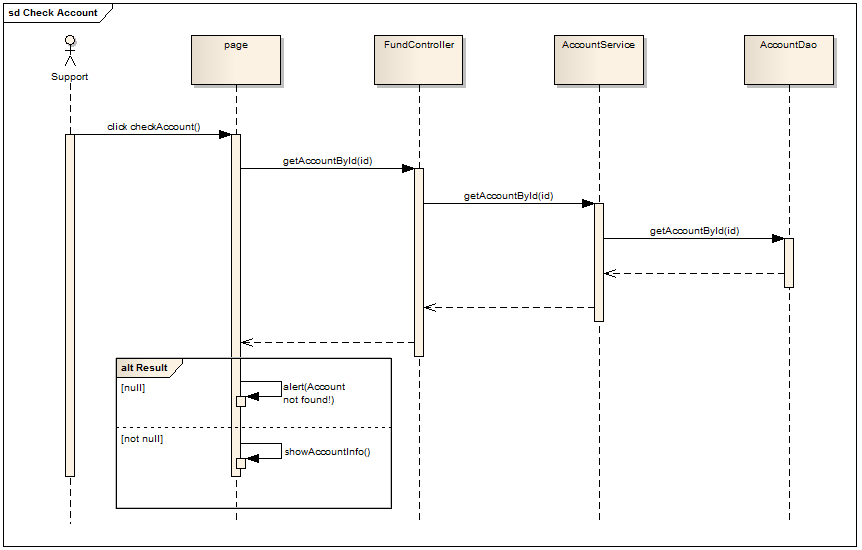 sd Check Account
Support
page
FundController
AccountService
AccountDao
click checkAccount()
getAccountById(id)
getAccountById(id)
getAccountById(id)
alt Result
[null]
alert(Account
not found!)
[not null]
showAccountInfo()